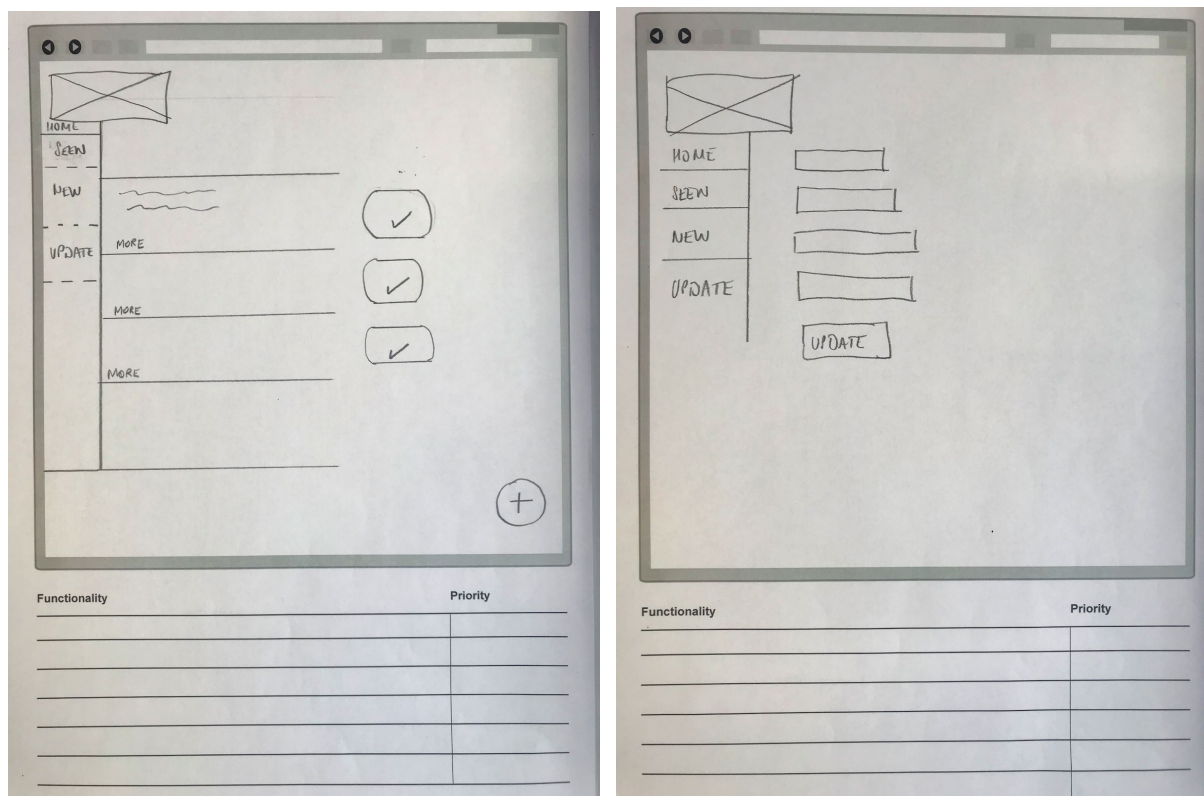 HOME
SEEN
NEW
UPDATE
MORE
MORE
MORE
Functionality Priority
HOME
SEEN
NEW
UPDATE
UPDATE
Functionality Priority